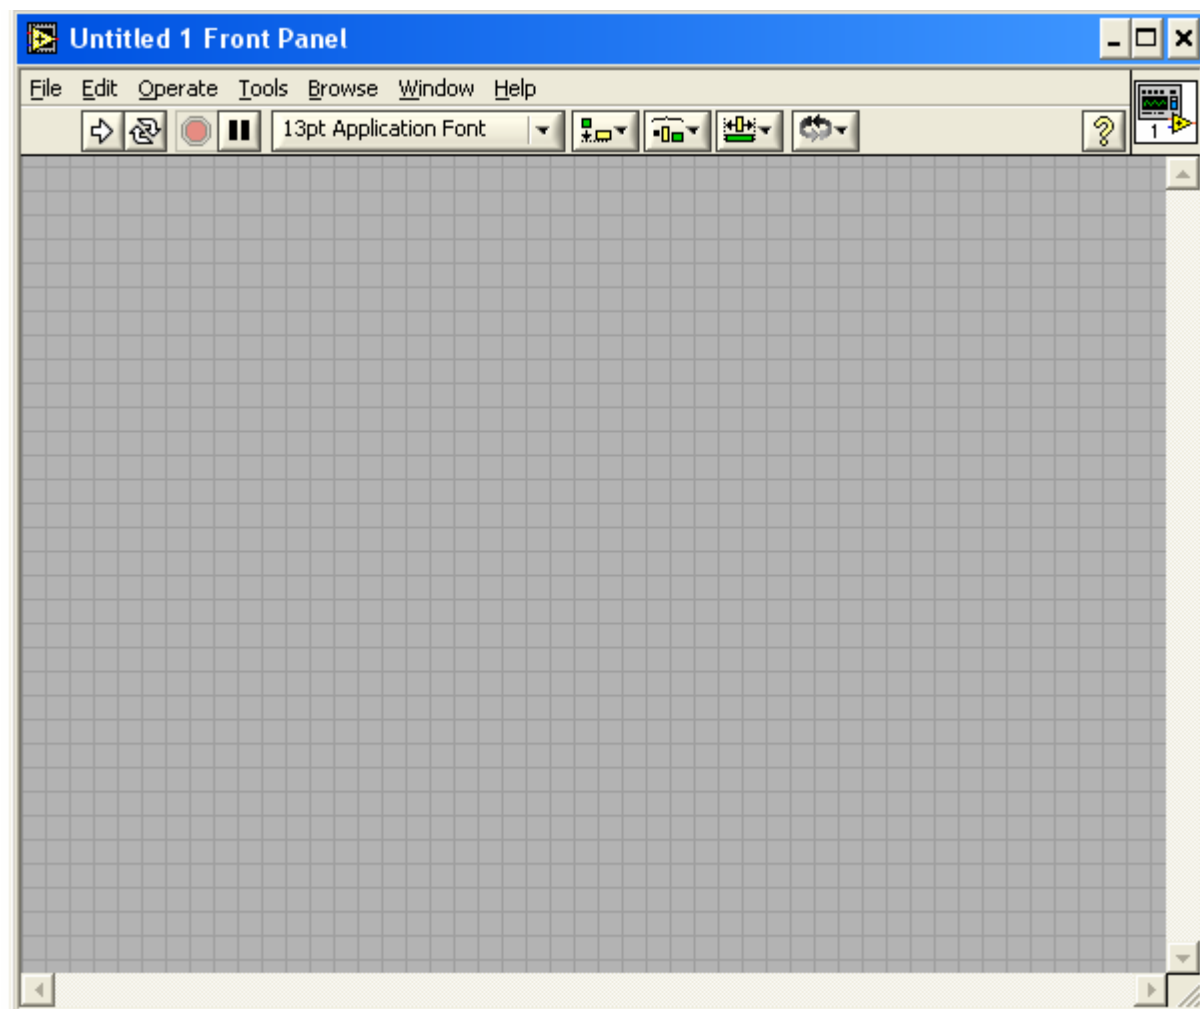 Untitled 1 Front Panel
File Edit Operate Tools Browse Window Help
13pt Application Font
?
1